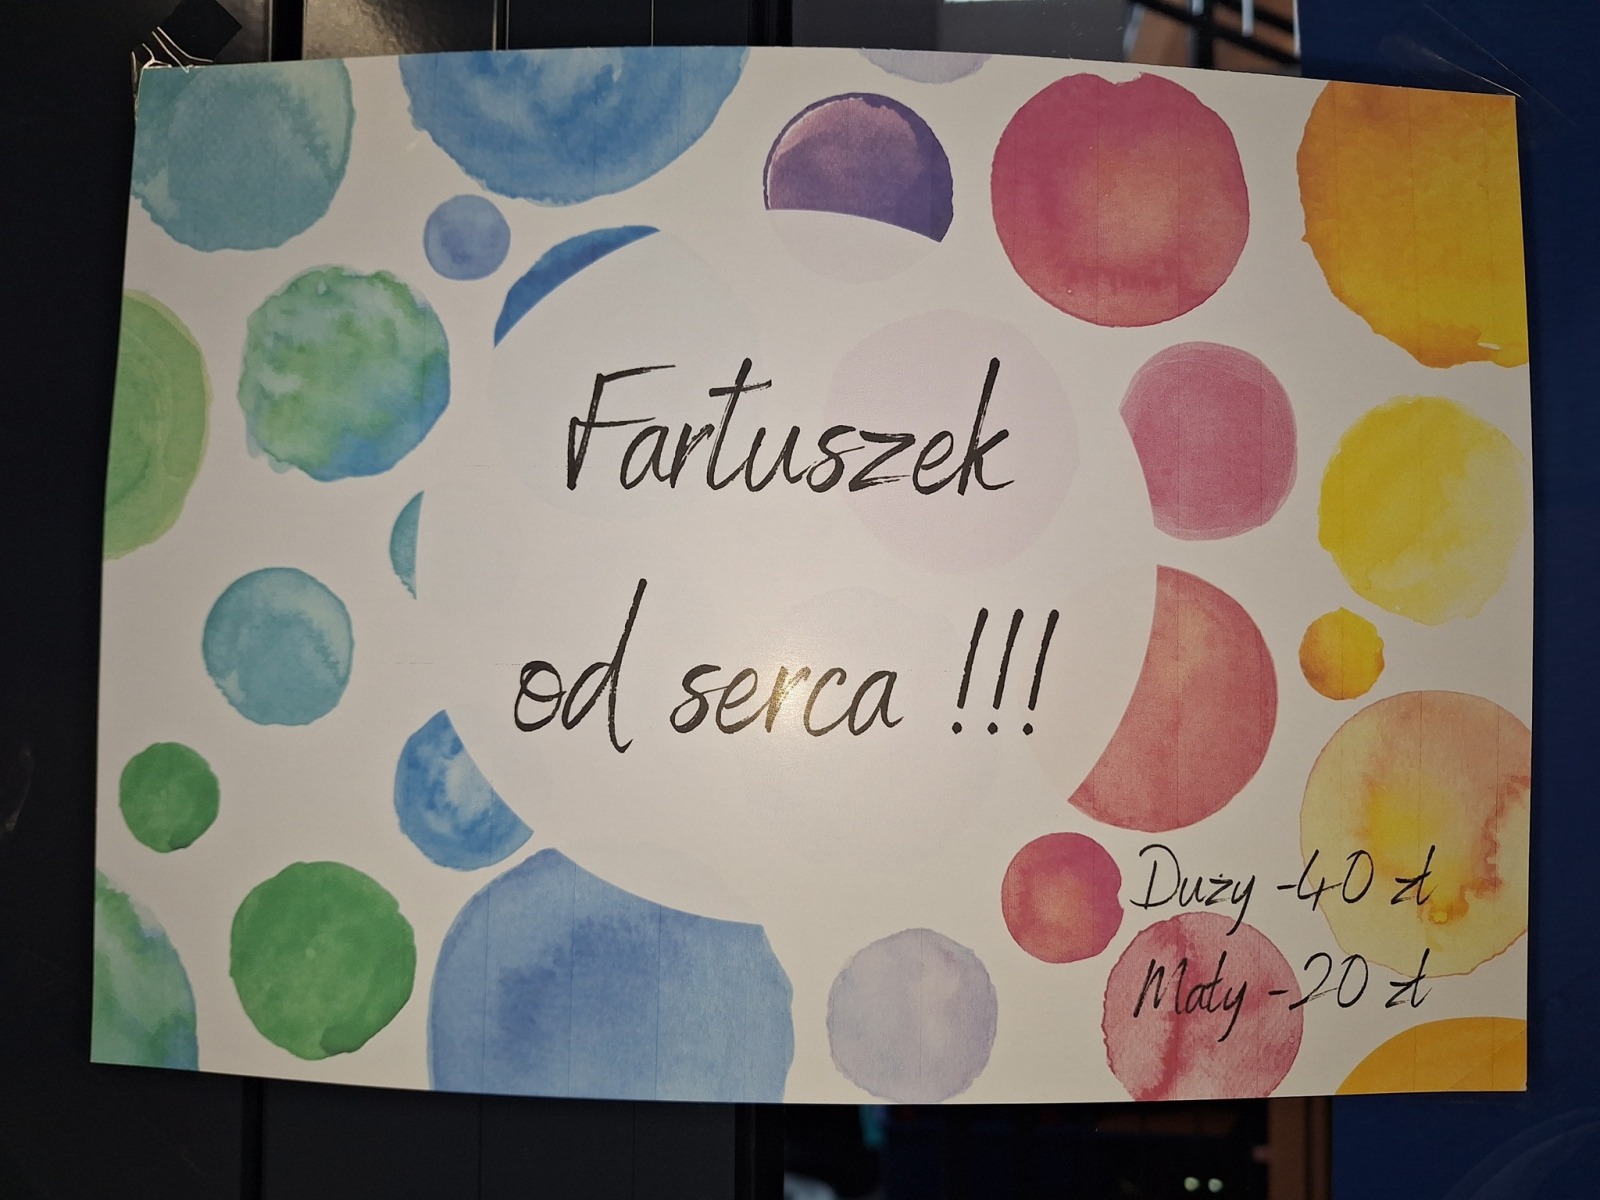 Fartuszek
od serca !!!
Duży - 40 zł
Mały - 20 zł